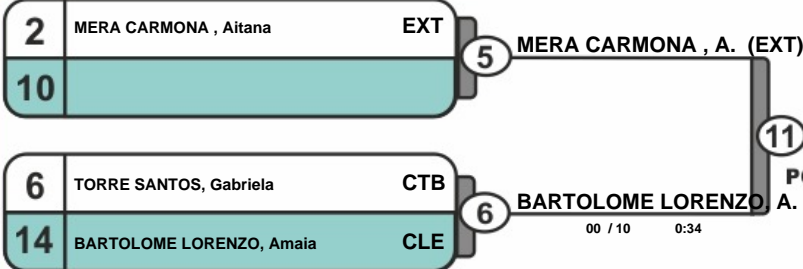 2 MERA CARMONA , Aitana EXT
5
MERA CARMONA , A. (EXT)
10
11
6 TORRE SANTOS, Gabriela CTB
6
BARTOLOME LORENZO, A.
00 / 10 0:34
14 BARTOLOME LORENZO, Amaia CLE